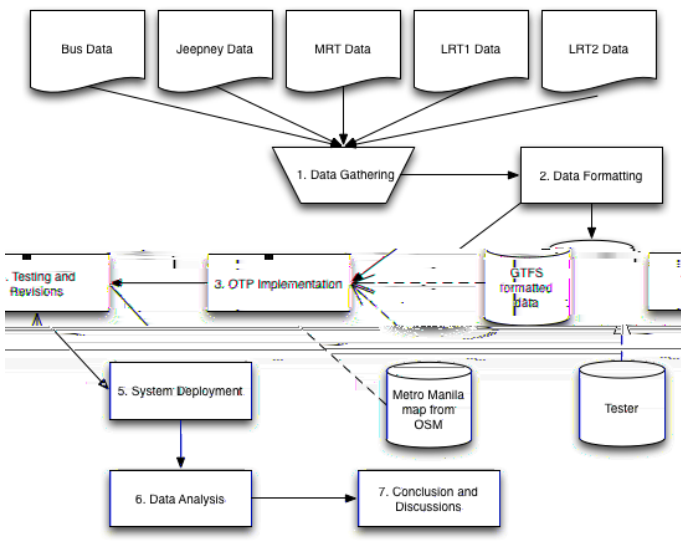 Bus Data
Jeepney Data
MRT Data
LRT1 Data
LRT2 Data
1. Data Gathering
2. Data Formatting
. Testing and
Revisions
3. OTP Implementation
GTFS
formatted
data
5. System Deployment
Metro Manila
map from
OSM
Tester
6. Data Analysis
7. Conclusion and
Discussions